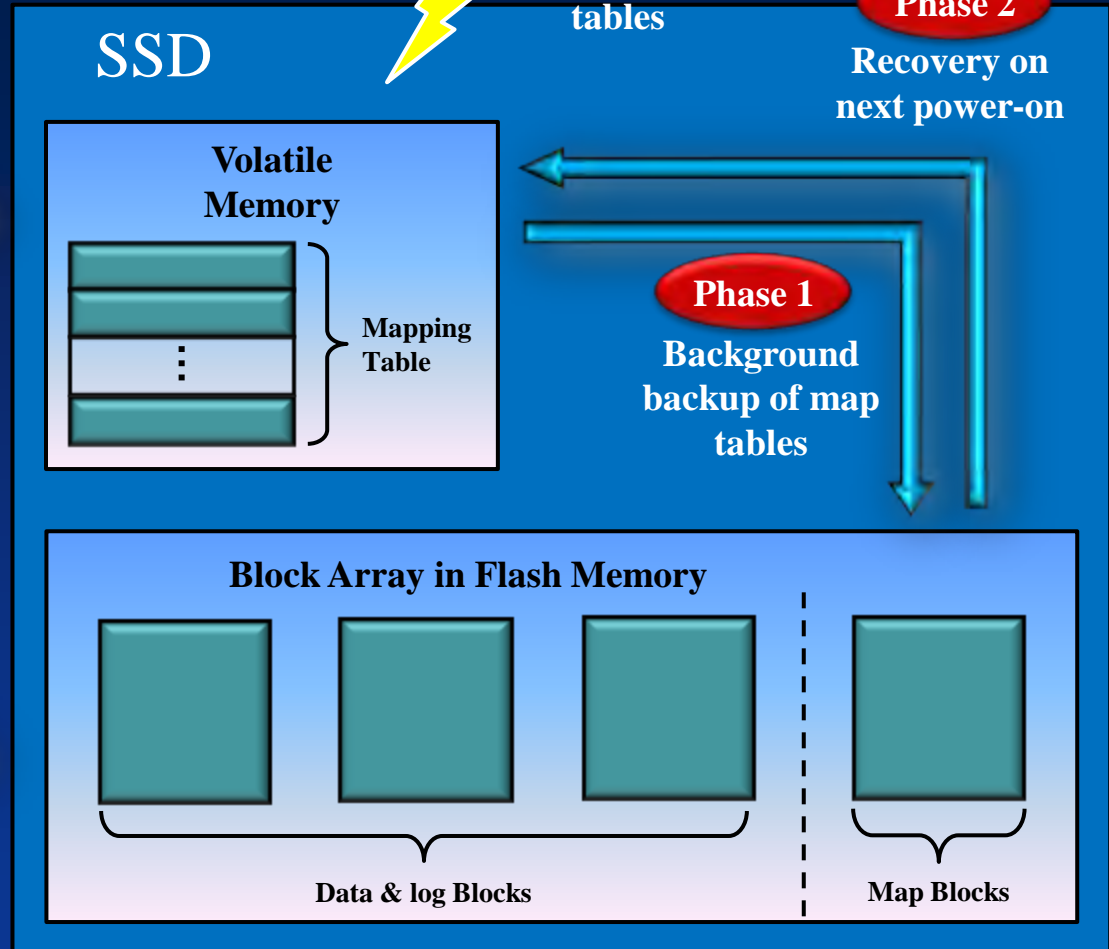 tables
Phase 2
SSD
Recovery on
next power-on
Volatile
Memory
Mapping
Table
Phase 1
Background
backup of map
tables
Block Array in Flash Memory
Data & log Blocks
Map Blocks